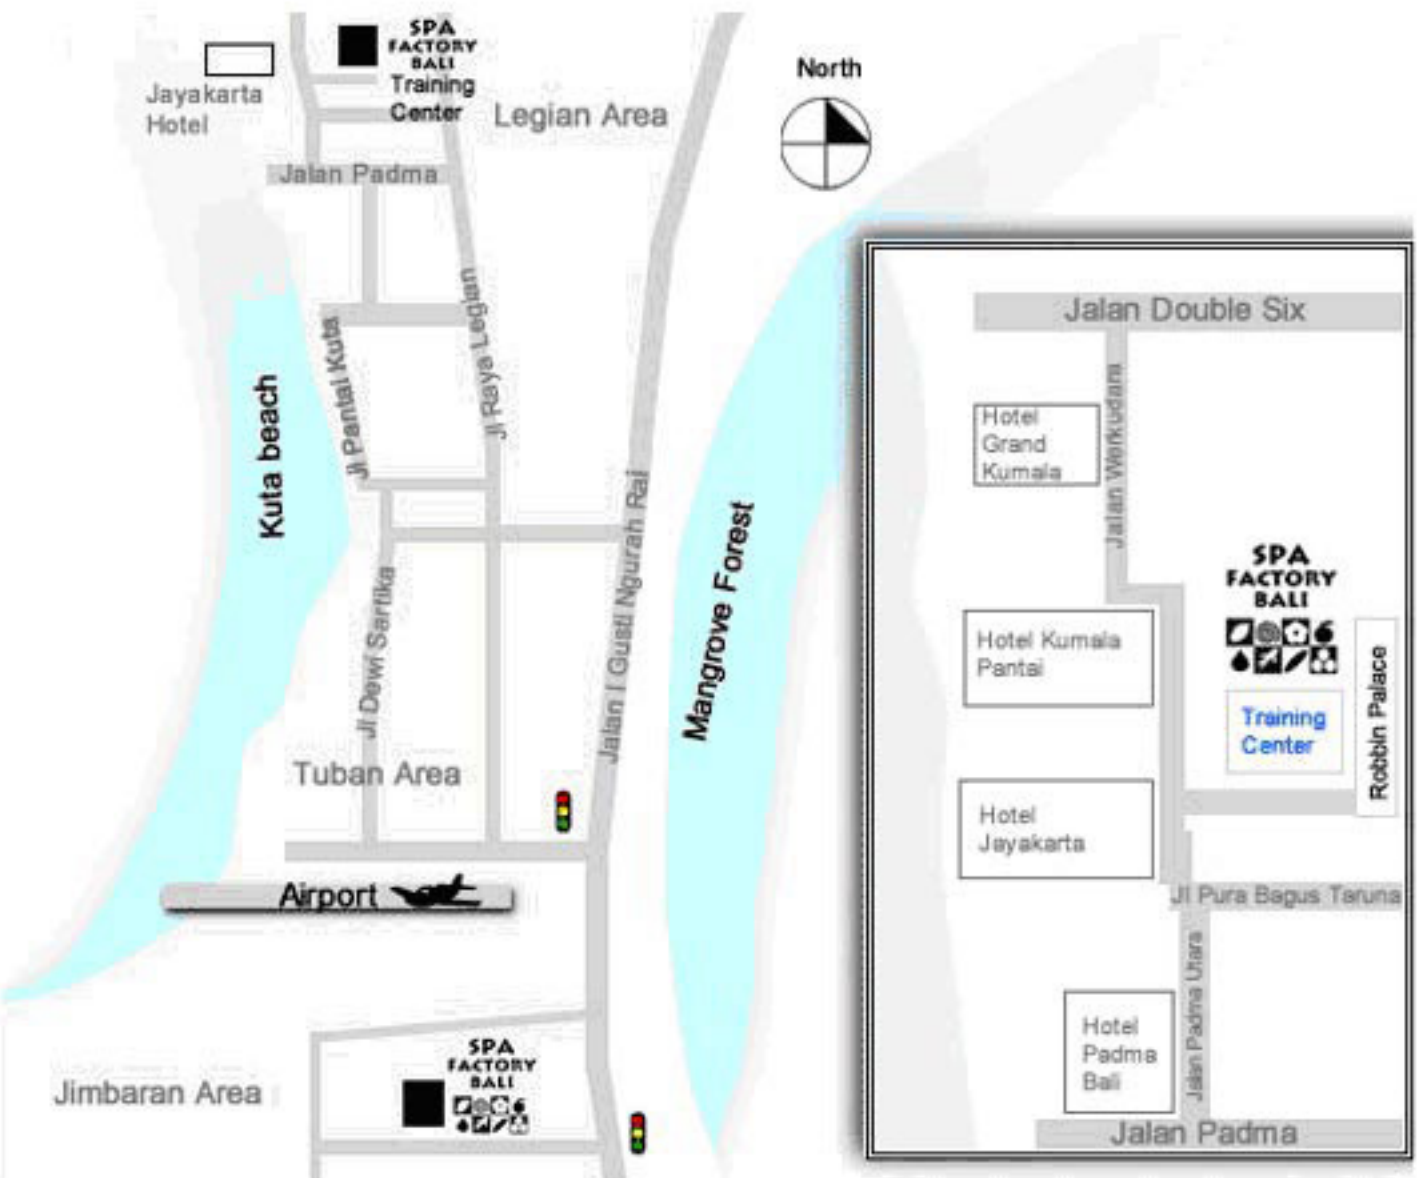 SPA
FACTORY
BALI
Training
Center
Jayakarta
Hotel
Legian Area
North
Jalan Padma
Jl Raya Legian
Jl Pantai Kuta
Kuta beach
Jalan I Gusti Ngurah Rai
Mangrove Forest
Jl Dewi Sartika
Tuban Area
Airport
Jimbaran Area
SPA
FACTORY
BALI
Jalan Double Six
Hotel
Grand
Kumala
Jalan Werkudara
SPA
FACTORY
BALI
Hotel Kumala
Pantai
Training
Center
Robbin Palace
Hotel
Jayakarta
Jl Pura Bagus Taruna
Jalan Padma Utara
Hotel
Padma
Bali
Jalan Padma